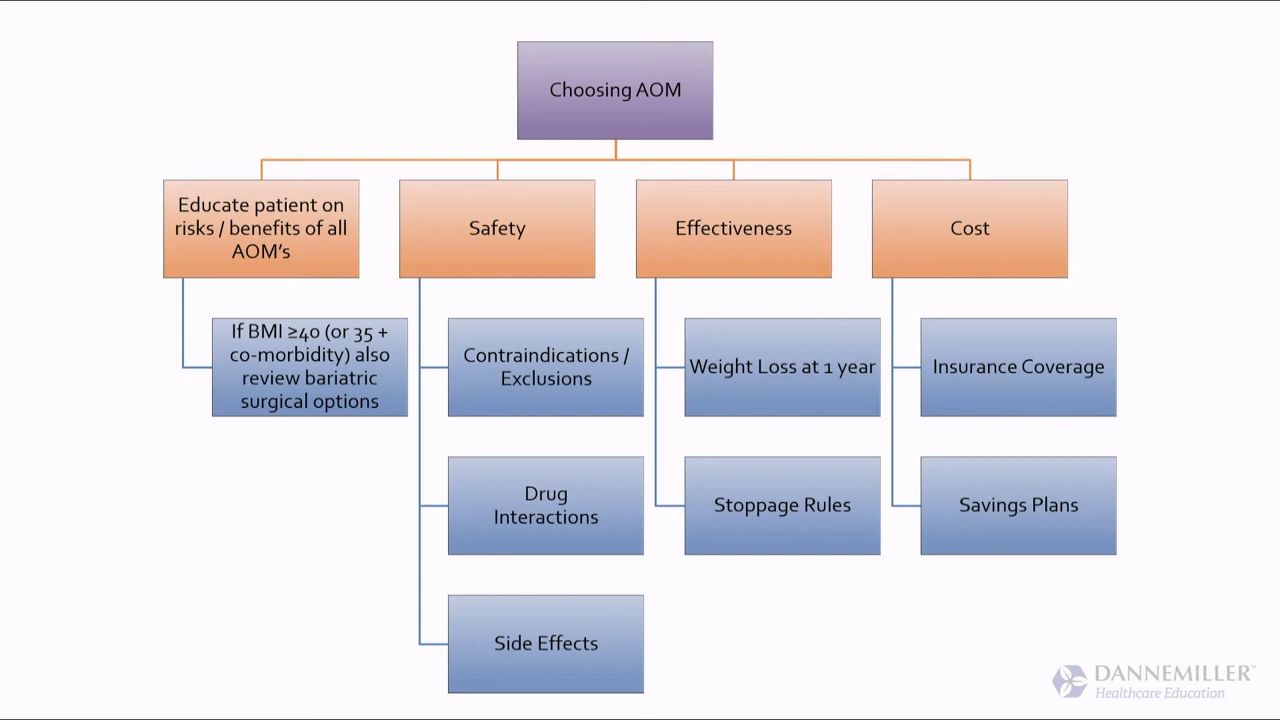 Choosing AOM
Educate patient on
risks / benefits of all
AOM's
Safety
Effectiveness
Cost
If BMI ≥40 (or 35 +
co-morbidity) also
review bariatric
surgical options
Contraindications /
Exclusions
Weight Loss at 1 year
Insurance Coverage
Drug
Interactions
Stoppage Rules
Savings Plans
Side Effects
DANNEMILLER™
Healthcare Education